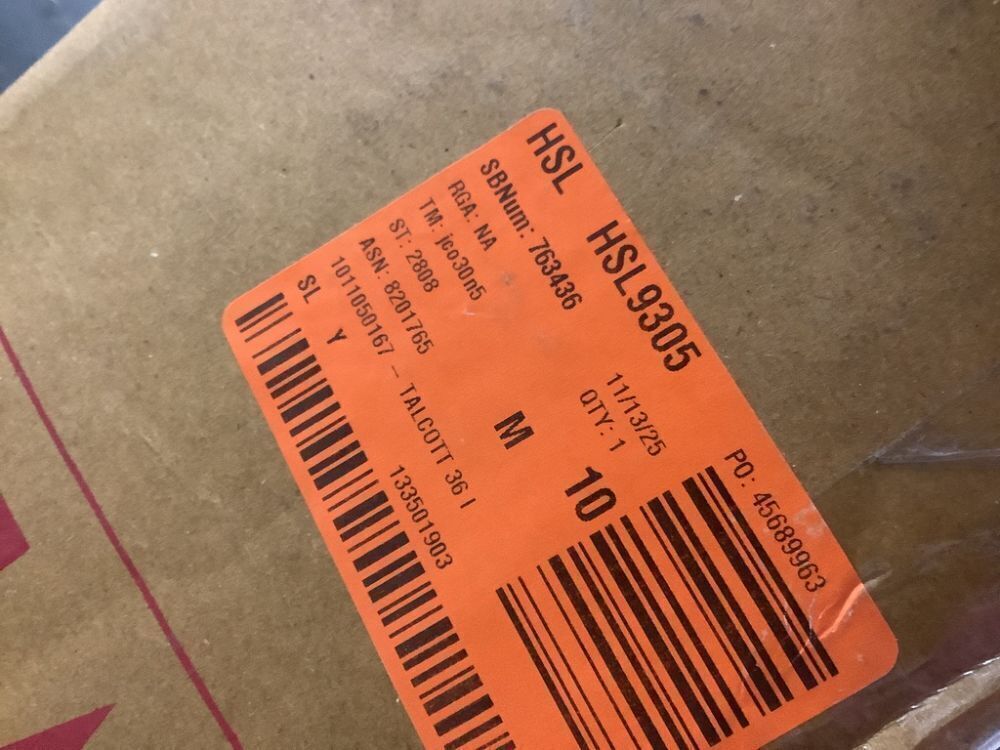 HSL HSL9305
SBNum: 763436
RGA: NA 11/13/25 PO: 45689963
TM: jco30n5 QTY: 1
ST: 2808
ASN: 8201765 M 10
1011050167 - TALCOTT 36 I
SL Y 133501903